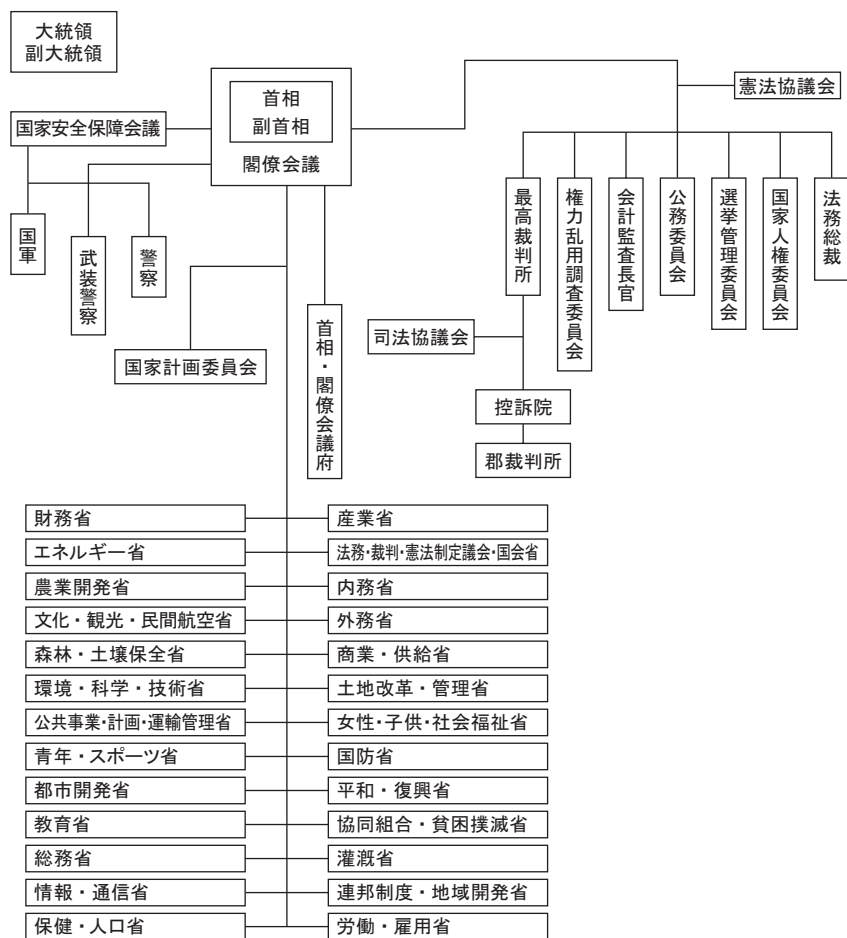 大統領
副大統領
首相
副首相
閣僚会議
憲法協議会
国家安全保障会議
国軍
武装警察
警察
最高裁判所
権力乱用調査委員会
会計監査長官
公務委員会
選挙管理委員会
国家人権委員会
法務総裁
国家計画委員会
首相・閣僚会議府
司法協議会
控訴院
郡裁判所
財務省
産業省
エネルギー省
法務・裁判・憲法制定議会・国会省
農業開発省
内務省
文化・観光・民間航空省
外務省
森林・土壌保全省
商業・供給省
環境・科学・技術省
土地改革・管理省
公共事業・計画・運輸管理省
女性・子供・社会福祉省
青年・スポーツ省
国防省
都市開発省
平和・復興省
教育省
協同組合・貧困撲滅省
総務省
灌漑省
情報・通信省
連邦制度・地域開発省
保健・人口省
労働・雇用省